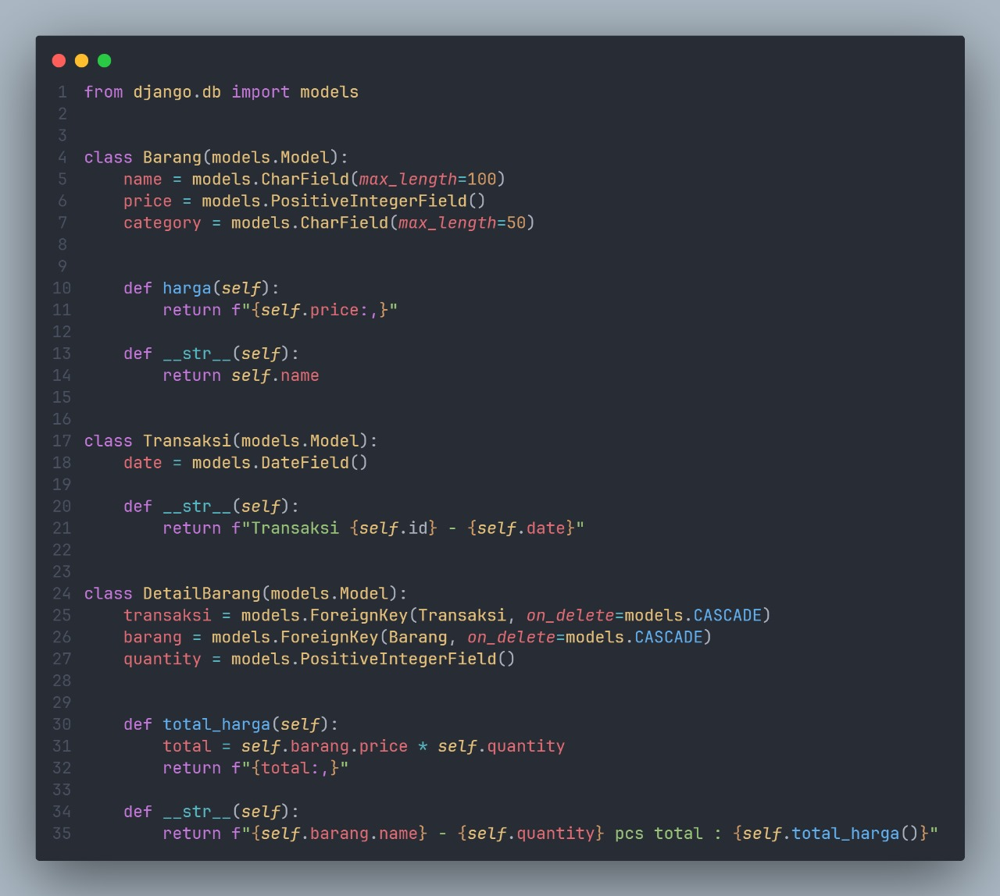 1 from django.db import models
2
3
4 class Barang(models.Model):
5     name = models.CharField(max_length=100)
6     price = models.PositiveIntegerField()
7     category = models.CharField(max_length=50)
8
9
10     def harga(self):
11         return f"{self.price:,}"
12
13     def __str__(self):
14         return self.name
15
16
17 class Transaksi(models.Model):
18     date = models.DateField()
19
20     def __str__(self):
21         return f"Transaksi {self.id} - {self.date}"
22
23
24 class DetailBarang(models.Model):
25     transaksi = models.ForeignKey(Transaksi, on_delete=models.CASCADE)
26     barang = models.ForeignKey(Barang, on_delete=models.CASCADE)
27     quantity = models.PositiveIntegerField()
28
29
30     def total_harga(self):
31         total = self.barang.price * self.quantity
32         return f"{total:,}"
33
34     def __str__(self):
35         return f"{self.barang.name} - {self.quantity} pcs total : {self.total_harga()}"